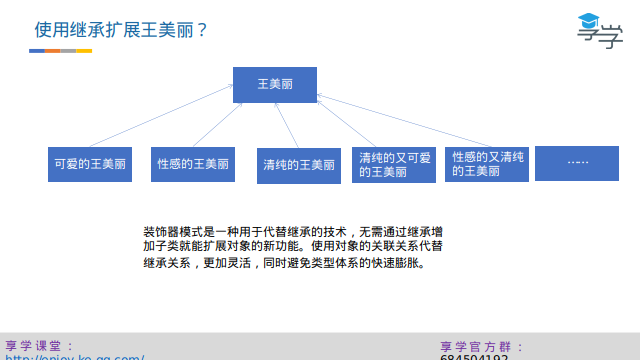 使用继承扩展王美丽？
享学
王美丽
可爱的王美丽
性感的王美丽
清纯的王美丽
清纯的又可爱
的王美丽
性感的又清纯
的王美丽
……
装饰器模式是一种用于代替继承的技术，无需通过继承增
加子类就能扩展对象的新功能。使用对象的关联关系代替
继承关系，更加灵活，同时避免类型体系的快速膨胀。
享学课堂：
http://enjoy.ke.qq.com/
享学官方群：
684504192